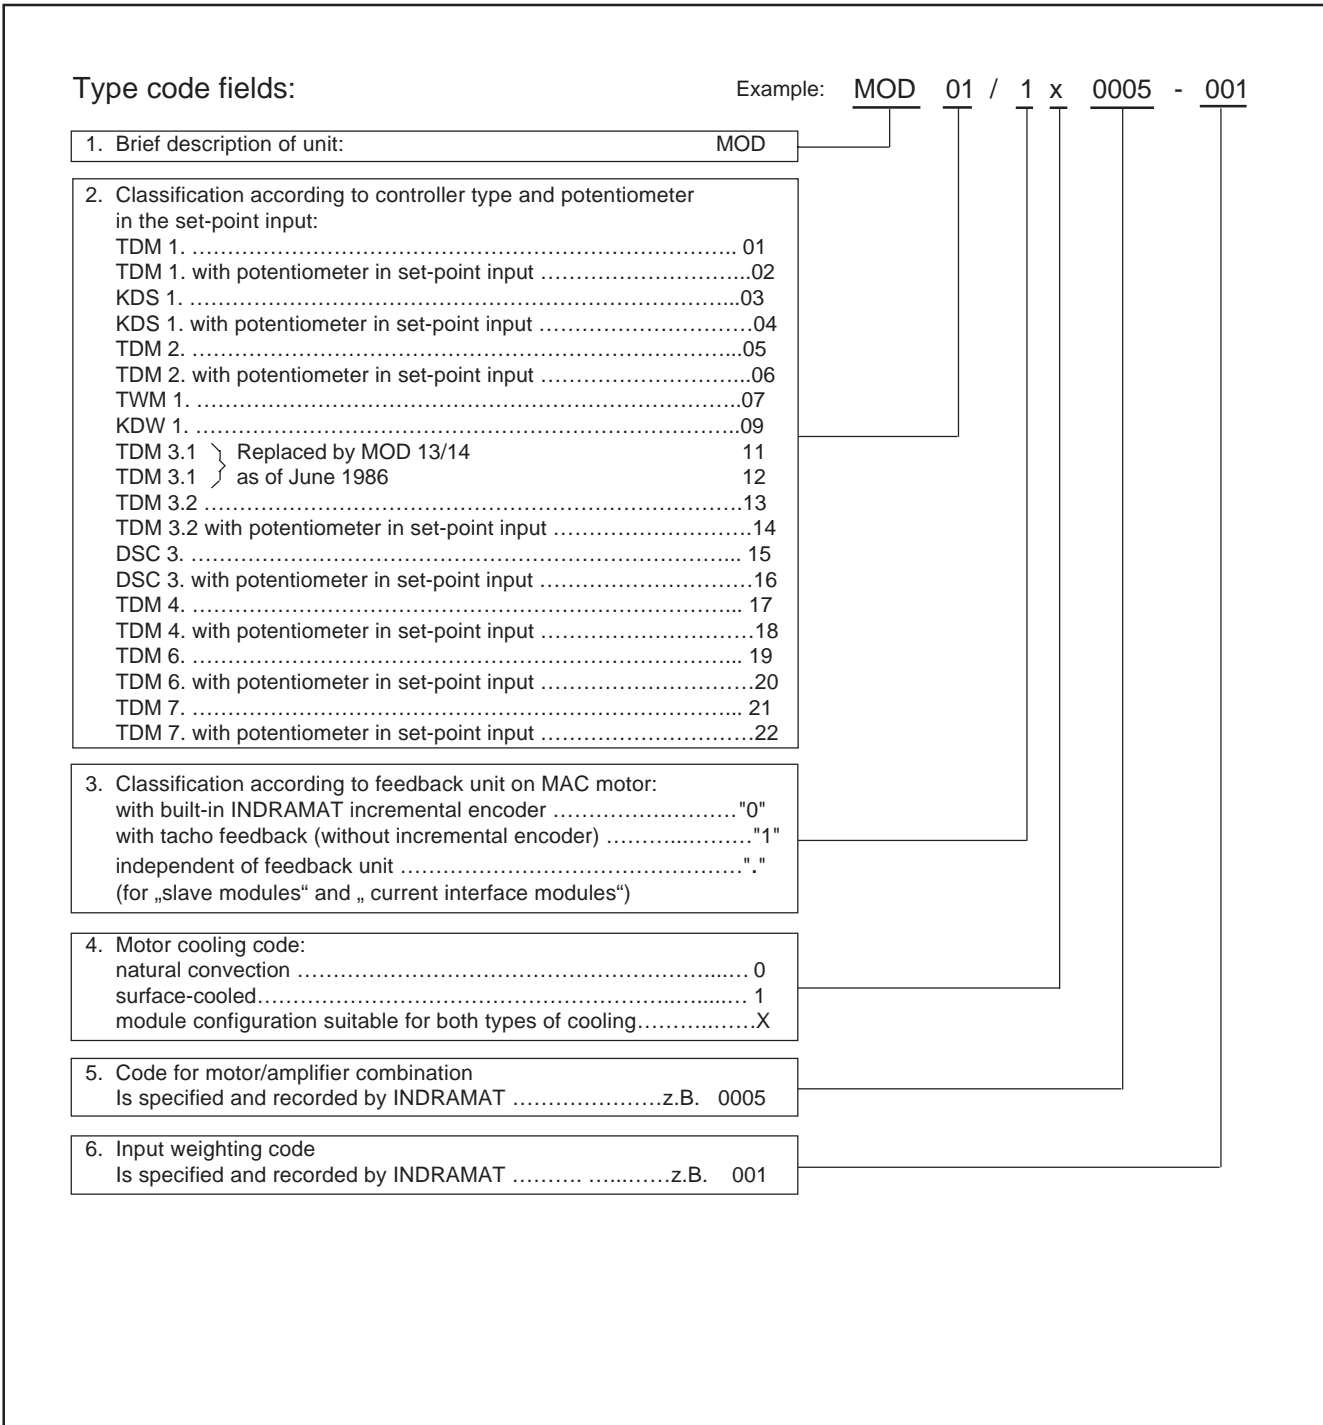 Type code fields:
Example: MOD 01 / 1 x 0005 - 001
1. Brief description of unit: MOD
2. Classification according to controller type and potentiometer
in the set-point input:
TDM 1. ……………………………………………………………….. 01
TDM 1. with potentiometer in set-point input ………………………...02
KDS 1. …………………………………………………………………...03
KDS 1. with potentiometer in set-point input …………………………04
TDM 2. …………………………………………………………………...05
TDM 2. with potentiometer in set-point input ………………………...06
TWM 1. …………………………………………………………………..07
KDW 1. …………………………………………………………………..09
TDM 3.1 Replaced by MOD 13/14 11
TDM 3.1 as of June 1986 12
TDM 3.2 ………………………………………………………………….13
TDM 3.2 with potentiometer in set-point input ……………………….14
DSC 3. ………………………………………………………………... 15
DSC 3. with potentiometer in set-point input …………………………16
TDM 4. ………………………………………………………………... 17
TDM 4. with potentiometer in set-point input …………………………18
TDM 6. ………………………………………………………………... 19
TDM 6. with potentiometer in set-point input …………………………20
TDM 7. ………………………………………………………………... 21
TDM 7. with potentiometer in set-point input …………………………22
3. Classification according to feedback unit on MAC motor:
with built-in INDRAMAT incremental encoder …………….………"0"
with tacho feedback (without incremental encoder) ………...………"1"
independent of feedback unit …………………………………………"."
(for „slave modules“ and „ current interface modules“)
4. Motor cooling code:
natural convection …………………………………………………....… 0
surface-cooled…………………………………………………..….....… 1
module configuration suitable for both types of cooling………..……X
5. Code for motor/amplifier combination
Is specified and recorded by INDRAMAT …………………z.B. 0005
6. Input weighting code
Is specified and recorded by INDRAMAT ………. …...……z.B. 001